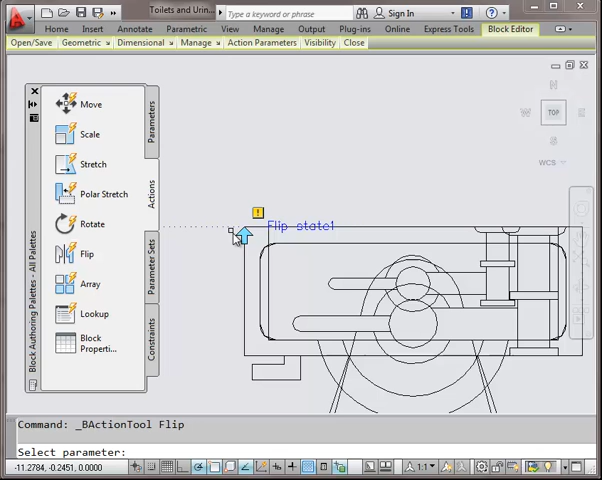 Toilets and Urin...
Type a keyword or phrase
Sign In
Home Insert Annotate Parametric View Manage Output Plug-ins Online Express Tools Block Editor
Open/Save Geometric Dimensional Manage Action Parameters Visibility Close
N
W TOP E
S
WCS
Move
Scale
Stretch
Polar Stretch
Rotate
Flip
Array
Lookup
Block
Properti...
Parameters
Actions
Parameter Sets
Constraints
Block Authoring Palettes - All Palettes
Flip state1
Command: _BActionTool Flip
Select parameter:
-11.2784, -0.2451, 0.0000
1:1